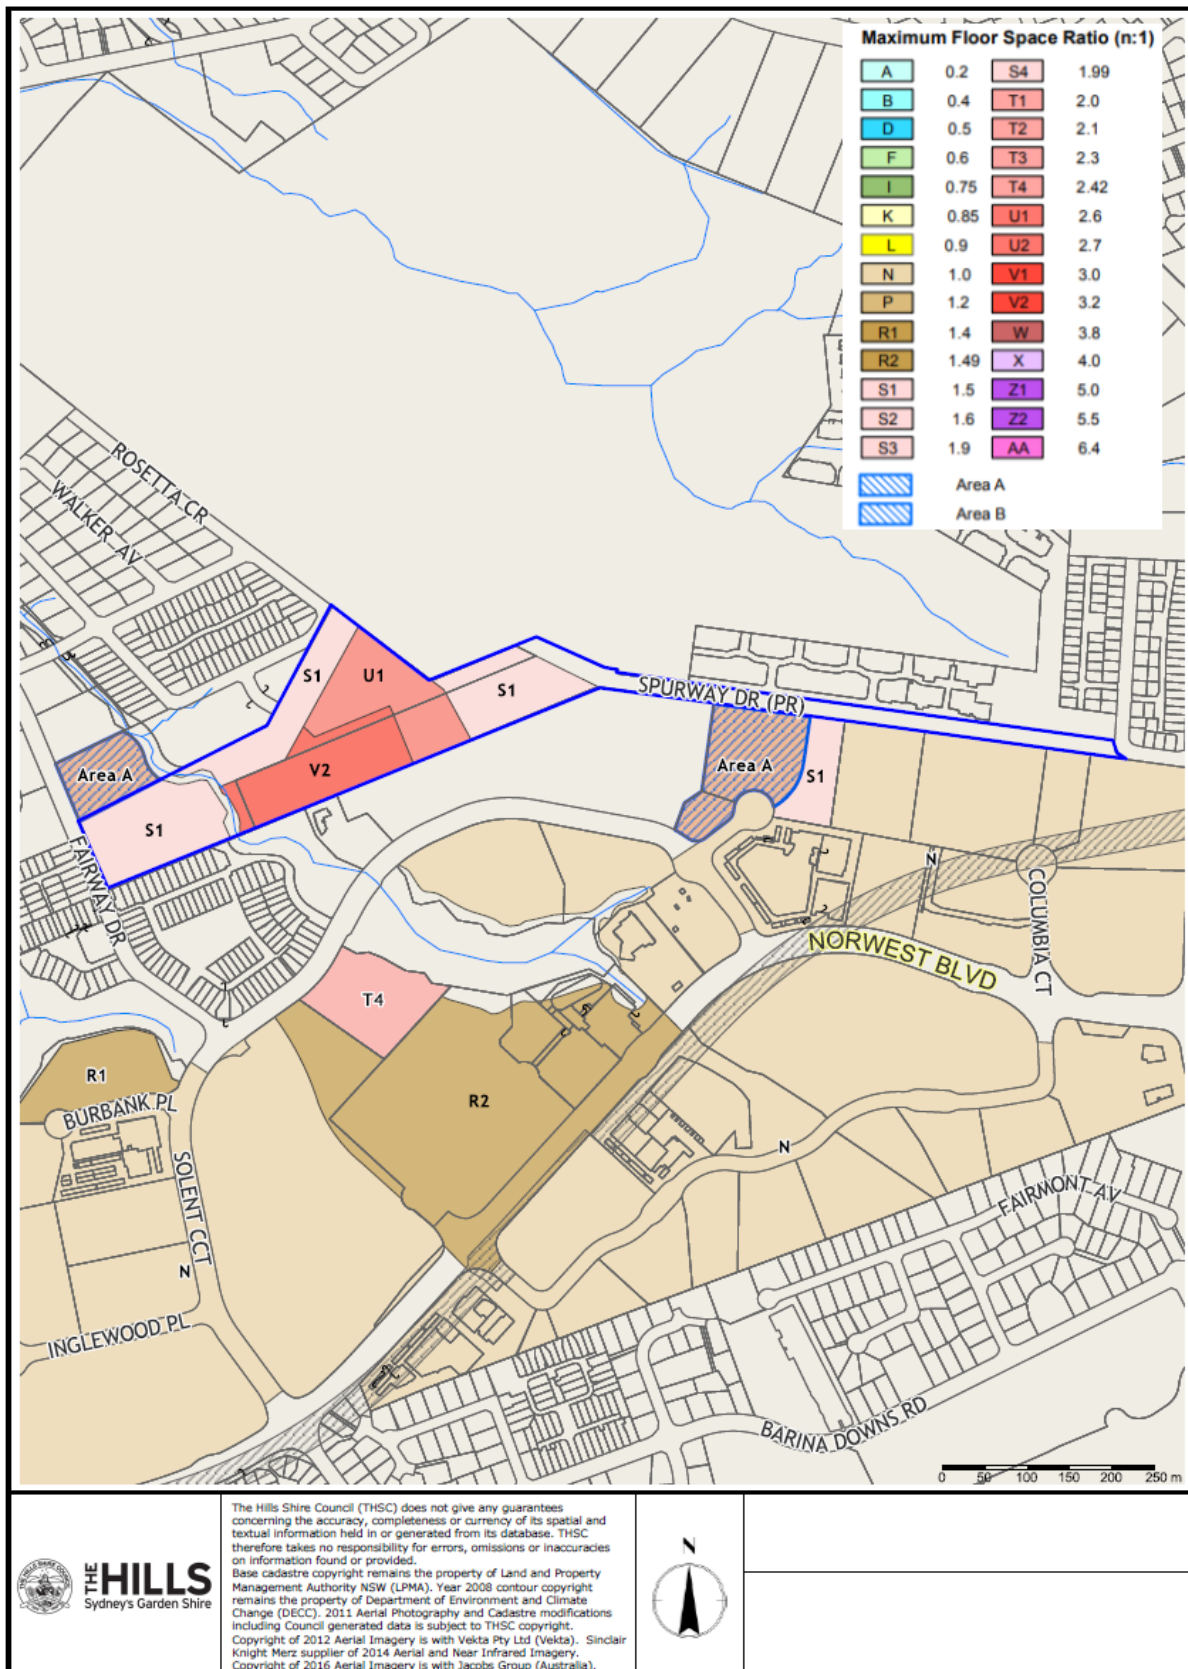 Maximum Floor Space Ratio (n:1)
A 0.2 S4 1.99
B 0.4 T1 2.0
D 0.5 T2 2.1
F 0.6 T3 2.3
I 0.75 T4 2.42
K 0.85 U1 2.6
L 0.9 U2 2.7
N 1.0 V1 3.0
P 1.2 V2 3.2
R1 1.4 W 3.8
R2 1.49 X 4.0
S1 1.5 Z1 5.0
S2 1.6 Z2 5.5
S3 1.9 AA 6.4
Area A
Area B
ROSETTA CR
WALKER AV
S1
U1
S1
SPURWAY DR (PR)
Area A
V2
Area A
S1
S1
FAIRWAY DR
N
COLUMBIA CT
NORWEST BLVD
T4
R1
BURBANK PL
R2
N
SOLENT CCT
FAIRMONT AV
N
INGLEWOOD PL
BARINA DOWNS RD
0 50 100 150 200 250 m
THE HILLS
Sydney's Garden Shire
The Hills Shire Council (THSC) does not give any guarantees
concerning the accuracy, completeness or currency of its spatial and
textual information held in or generated from its database. THSC
therefore takes no responsibility for errors, omissions or inaccuracies
on information found or provided.
Base cadastre copyright remains the property of Land and Property
Management Authority NSW (LPMA). Year 2008 contour copyright
remains the property of Department of Environment and Climate
Change (DECC). 2011 Aerial Photography and Cadastre modifications
including Council generated data is subject to THSC copyright.
Copyright of 2012 Aerial Imagery is with Vekta Pty Ltd (Vekta). Sinclair
Knight Merz supplier of 2014 Aerial and Near Infrared Imagery.
Copyright of 2016 Aerial Imagery is with Jacobs Group (Australia).
N